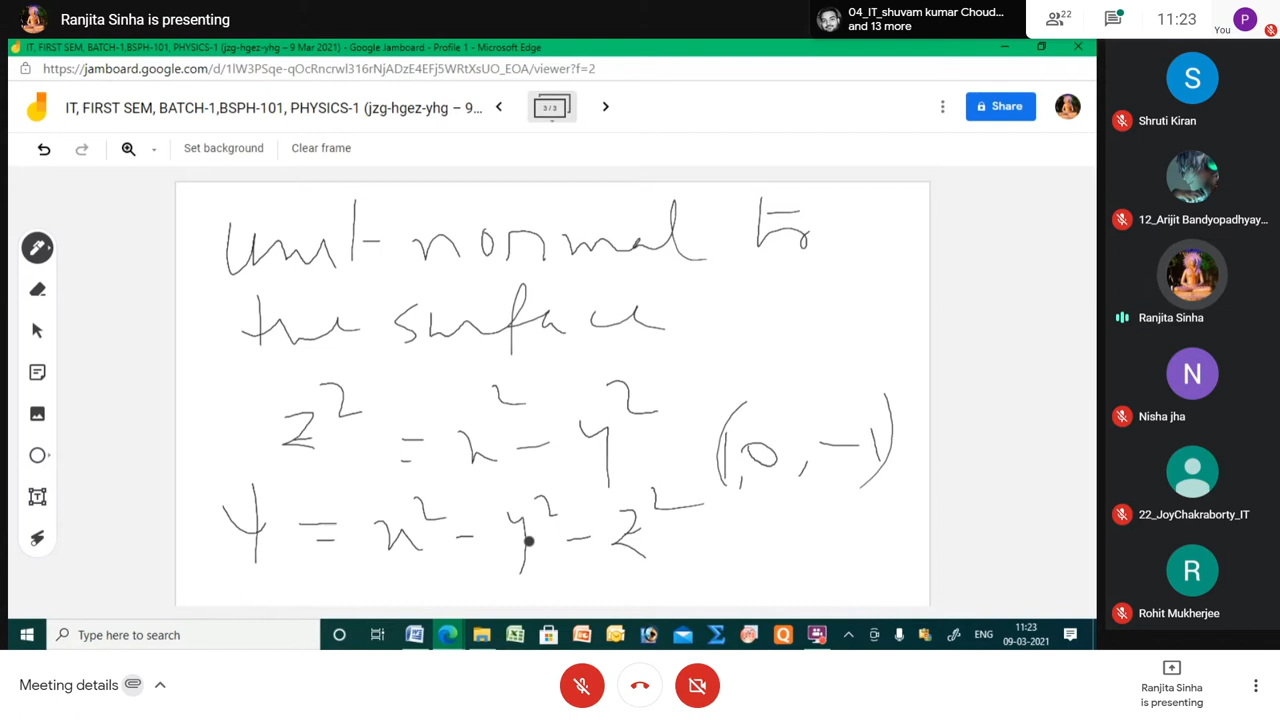 Ranjita Sinha is presenting
04_IT_shuvam kumar Choud...
and 13 more
22
11:23
You
P
IT, FIRST SEM, BATCH-1,BSPH-101, PHYSICS-1 (jzg-hgez-yhg – 9 Mar 2021) - Google Jamboard - Profile 1 - Microsoft Edge
https://jamboard.google.com/d/1lW3PSqe-qOcRncrwl316rNjADzE4EFj5WRtXsUO_EOA/viewer?f=2
IT, FIRST SEM, BATCH-1,BSPH-101, PHYSICS-1 (jzg-hgez-yhg – 9...
3 / 3
Share
Set background
Clear frame
unit normal to
the surface
z² = x² - y² (1, 0, -1)
ψ = x² - y² - z²
S
Shruti Kiran
12_Arijit Bandyopadhyay...
Ranjita Sinha
N
Nisha jha
22_JoyChakraborty_IT
R
Rohit Mukherjee
Type here to search
ENG
11:23
09-03-2021
Meeting details
Ranjita Sinha
is presenting